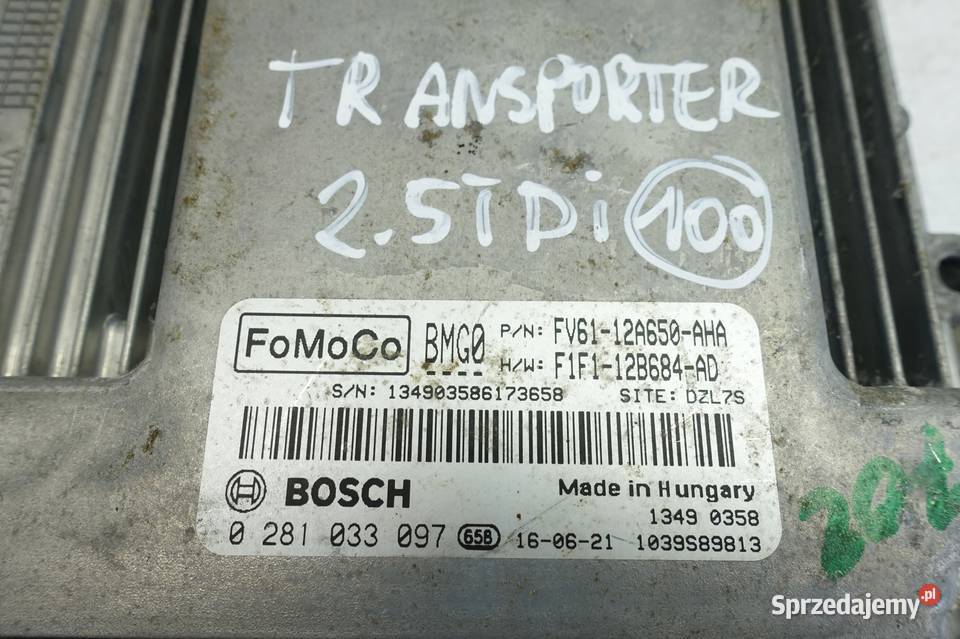 TRANSPORTER
2.5TDi 100
FoMoCo BMG0 P/N: FV61-12A650-AHA
H/W: F1F1-12B684-AD
S/N: 134903586173658 SITE: DZL7S
BOSCH Made in Hungary
1349 0358
0 281 033 097 658 16-06-21 1039S89813
Sprzedajemy.pl